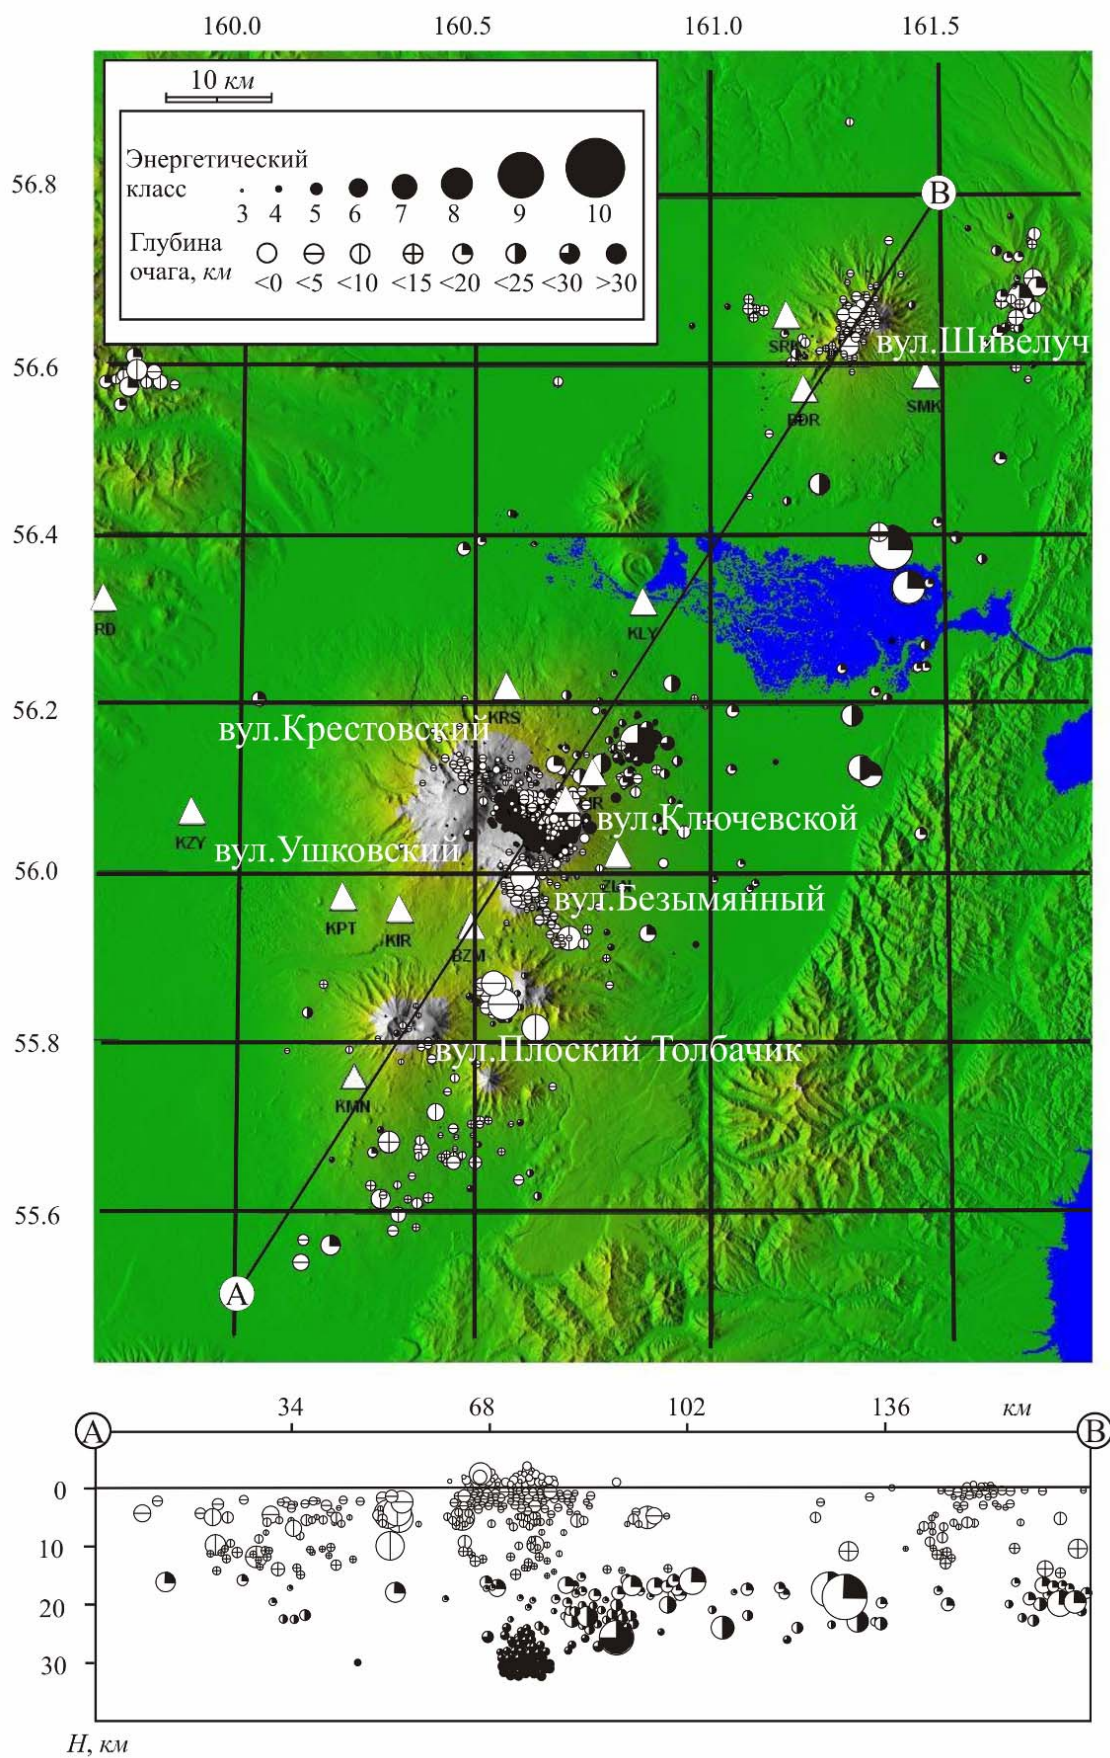 160.0 160.5 161.0 161.5
10 км
Энергетический
класс
3 4 5 6 7 8 9 10
Глубина
очага, км
<0 <5 <10 <15 <20 <25 <30 >30
56.8
B
SRK
вул.Шивелуч
56.6
BDR
SMK
56.4
RD
KLY
56.2
KRS
вул.Крестовский
KZY
вул.Ключевской
вул.Ушковский
56.0
ZLN
вул.Безымянный
KPT
KIR
BZM
55.8
вул.Плоский Толбачик
KMN
55.6
A
34 68 102 136 км
A B
0
10
20
30
H, км